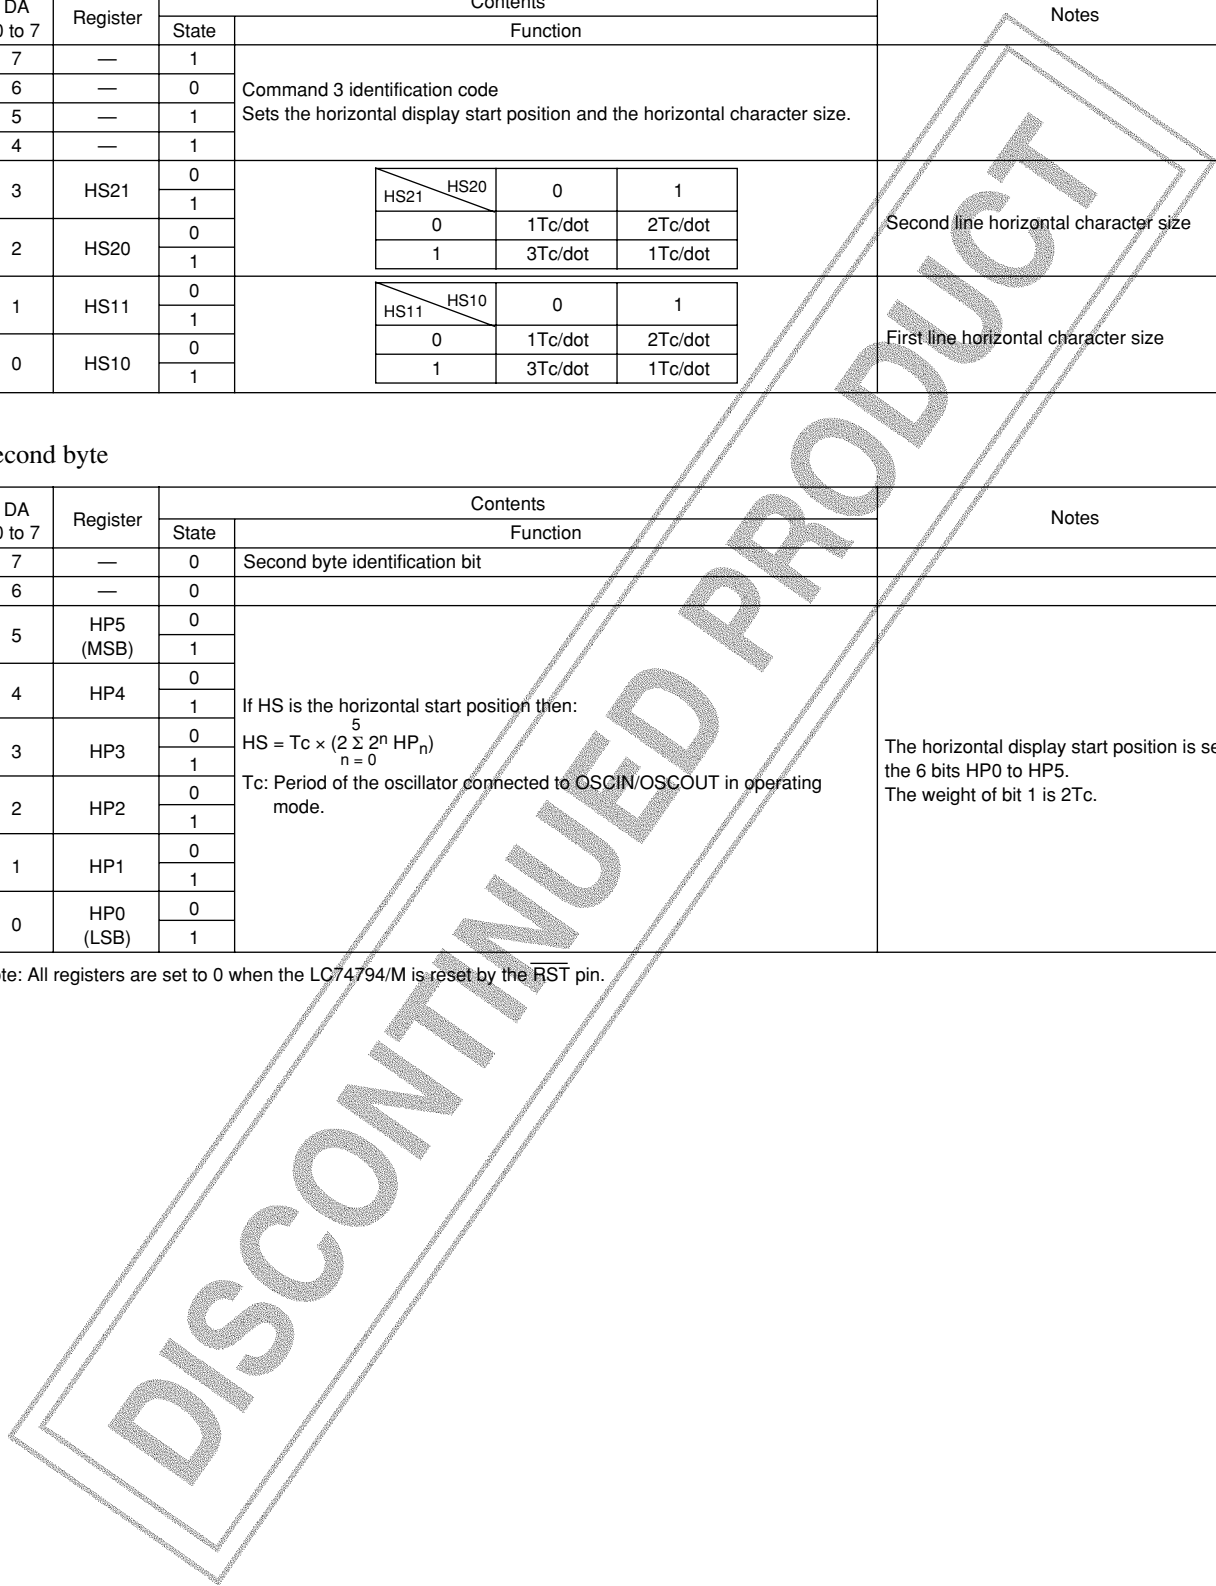 DA
0 to 7
Register
Contents
State
Function
Notes
7 — 1
6 — 0
5 — 1
4 — 1
Command 3 identification code
Sets the horizontal display start position and the horizontal character size.
3 HS21 0
1
2 HS20 0
1
HS21 HS20 0 1
0 1Tc/dot 2Tc/dot
1 3Tc/dot 1Tc/dot
Second line horizontal character size
1 HS11 0
1
0 HS10 0
1
HS11 HS10 0 1
0 1Tc/dot 2Tc/dot
1 3Tc/dot 1Tc/dot
First line horizontal character size
econd byte
DA
0 to 7
Register
Contents
State
Function
Notes
7 — 0 Second byte identification bit
6 — 0
5 HP5
(MSB)
0
1
4 HP4 0
1
3 HP3 0
1
2 HP2 0
1
1 HP1 0
1
0 HP0
(LSB)
0
1
If HS is the horizontal start position then:
5
HS = Tc × (2 Σ 2ⁿ HPₙ)
n = 0
Tc: Period of the oscillator connected to OSCIN/OSCOUT in operating
mode.
The horizontal display start position is se
the 6 bits HP0 to HP5.
The weight of bit 1 is 2Tc.
te: All registers are set to 0 when the LC74794/M is reset by the RST pin.
DISCONTINUED PRODUCT